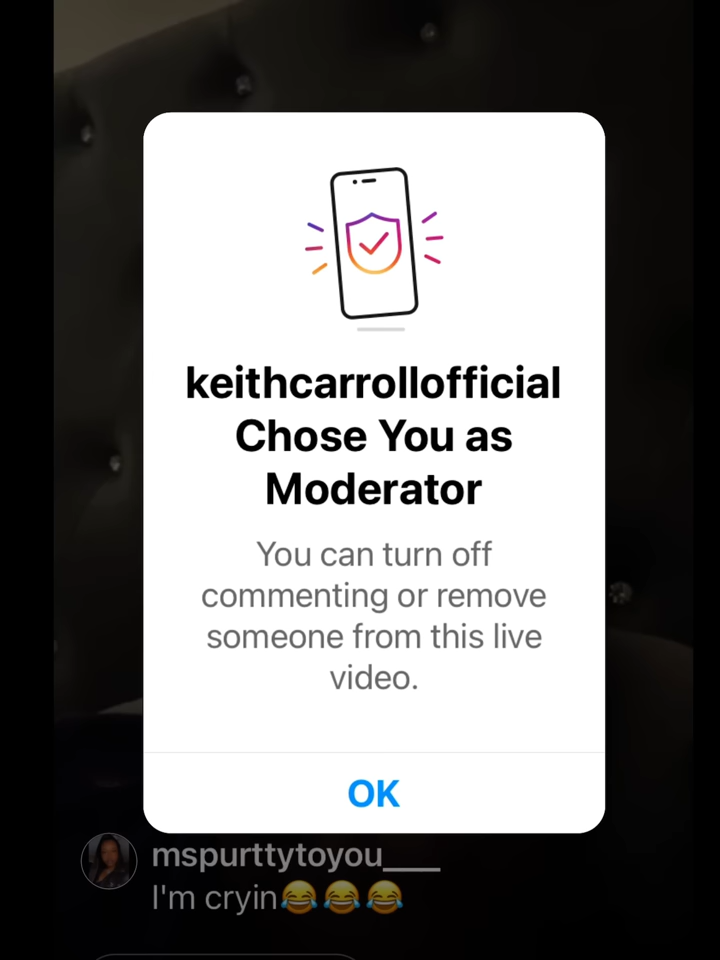 keithcarrollofficial
Chose You as
Moderator
You can turn off
commenting or remove
someone from this live
video.
OK
mspurttytoyou___
I'm cryin😂😂😂